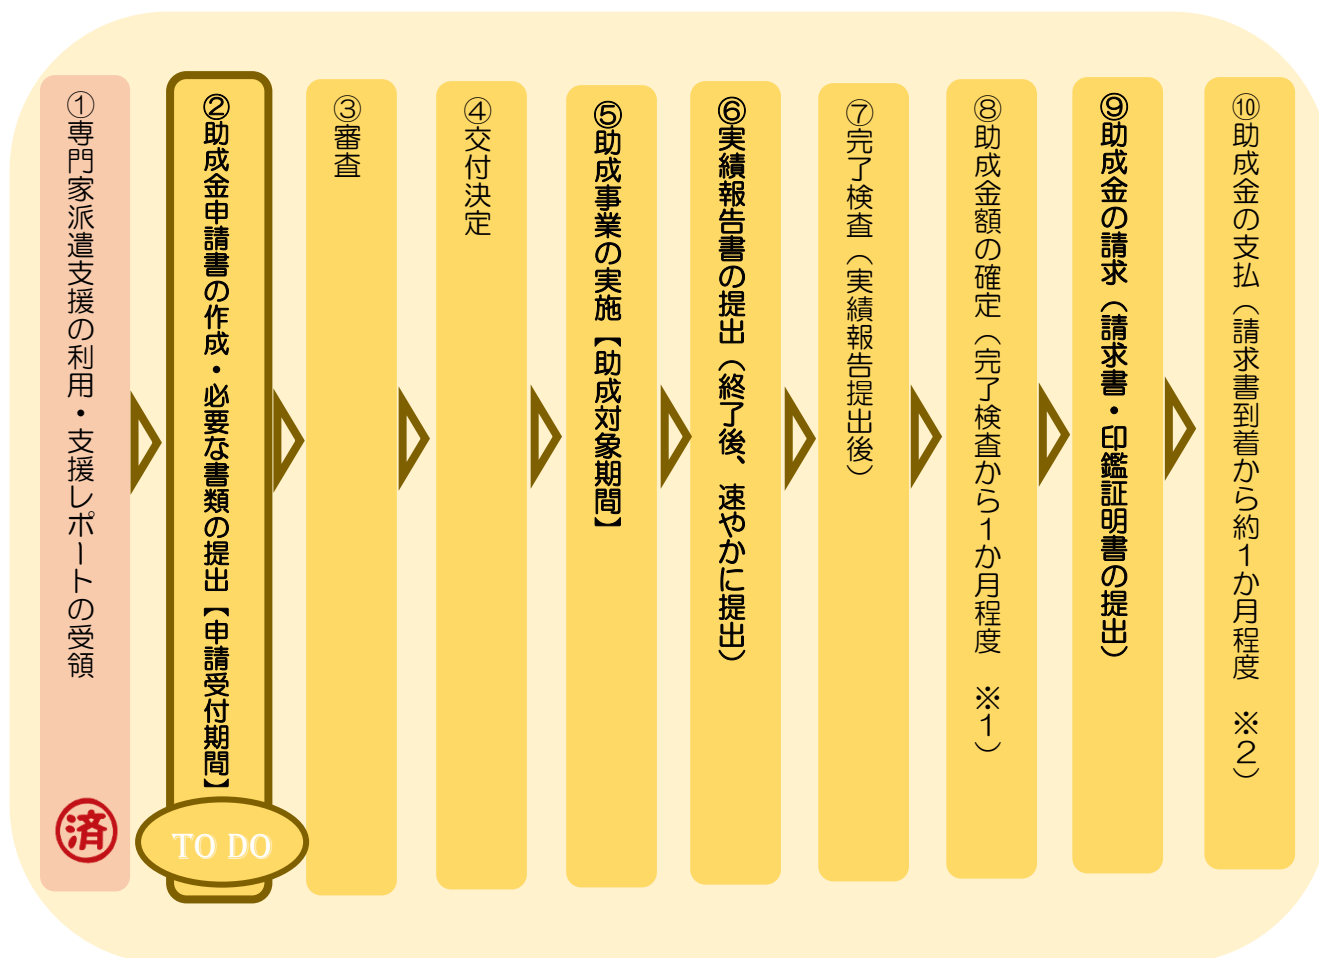 ①専門家派遣支援の利用・支援レポートの受領
済
②助成金申請書の作成・必要な書類の提出【申請受付期間】
TO DO
③審査
④交付決定
⑤助成事業の実施【助成対象期間】
⑥実績報告書の提出（終了後、速やかに提出）
⑦完了検査（実績報告提出後）
⑧助成金額の確定（完了検査から１か月程度　※１）
⑨助成金の請求（請求書・印鑑証明書の提出）
⑩助成金の支払（請求書到着から約１か月程度　※２）